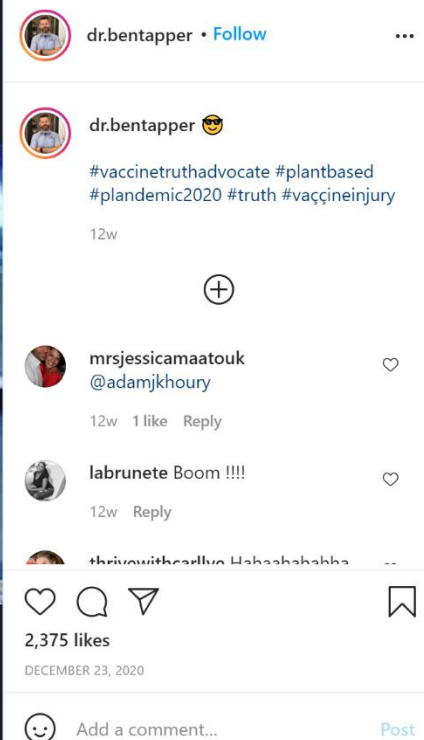 dr.bentapper • Follow
dr.bentapper 😎
#vaccinetruthadvocate #plantbased
#plandemic2020 #truth #vaççineinjury
12w
mrsjessicamaatouk
@adamjkhoury
12w 1 like Reply
labrunete Boom !!!!
12w Reply
2,375 likes
DECEMBER 23, 2020
Add a comment... Post